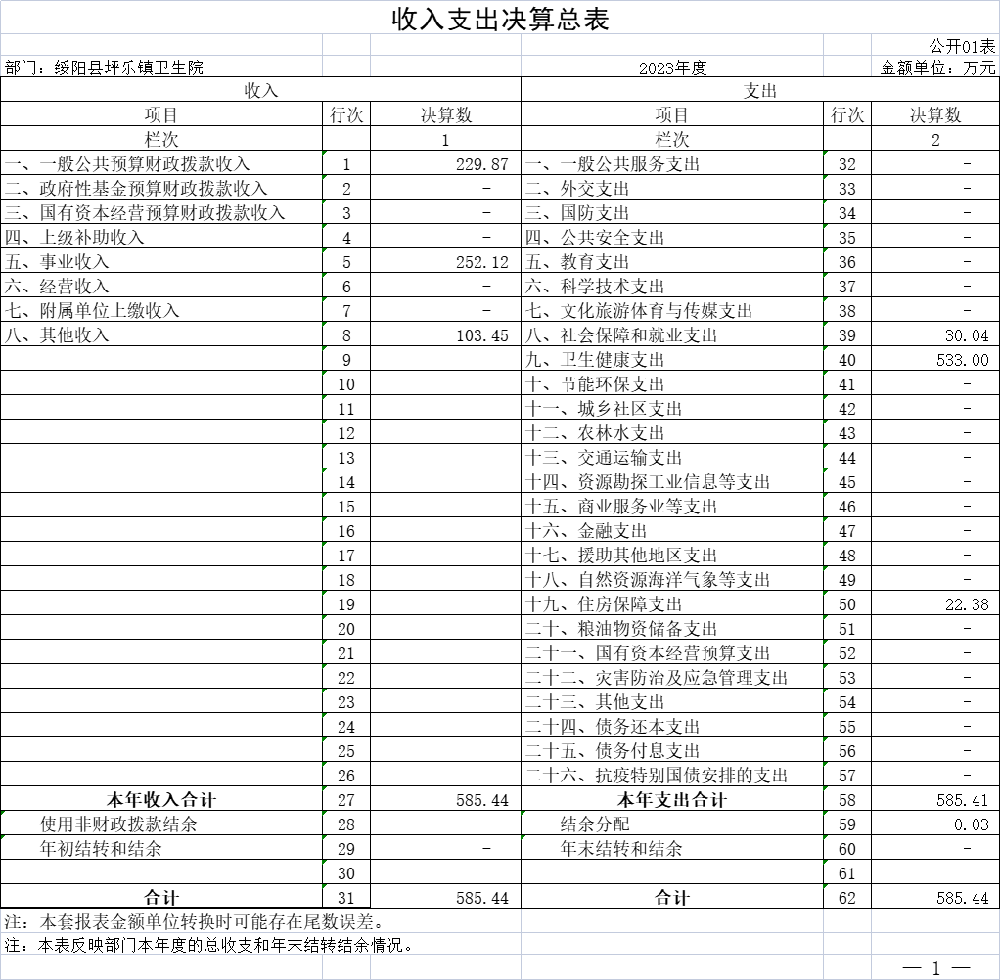 收入支出决算总表
公开01表
部门：绥阳县坪乐镇卫生院 2023年度 金额单位：万元
收入 支出
项目 行次 决算数 项目 行次 决算数
栏次 1 栏次 2
一、一般公共预算财政拨款收入 1 229.87 一、一般公共服务支出 32 -
二、政府性基金预算财政拨款收入 2 - 二、外交支出 33 -
三、国有资本经营预算财政拨款收入 3 - 三、国防支出 34 -
四、上级补助收入 4 - 四、公共安全支出 35 -
五、事业收入 5 252.12 五、教育支出 36 -
六、经营收入 6 - 六、科学技术支出 37 -
七、附属单位上缴收入 7 - 七、文化旅游体育与传媒支出 38 -
八、其他收入 8 103.45 八、社会保障和就业支出 39 30.04
9 九、卫生健康支出 40 533.00
10 十、节能环保支出 41 -
11 十一、城乡社区支出 42 -
12 十二、农林水支出 43 -
13 十三、交通运输支出 44 -
14 十四、资源勘探工业信息等支出 45 -
15 十五、商业服务业等支出 46 -
16 十六、金融支出 47 -
17 十七、援助其他地区支出 48 -
18 十八、自然资源海洋气象等支出 49 -
19 十九、住房保障支出 50 22.38
20 二十、粮油物资储备支出 51 -
21 二十一、国有资本经营预算支出 52 -
22 二十二、灾害防治及应急管理支出 53 -
23 二十三、其他支出 54 -
24 二十四、债务还本支出 55 -
25 二十五、债务付息支出 56 -
26 二十六、抗疫特别国债安排的支出 57 -
本年收入合计 27 585.44 本年支出合计 58 585.41
使用非财政拨款结余 28 - 结余分配 59 0.03
年初结转和结余 29 - 年末结转和结余 60 -
30 61
合计 31 585.44 合计 62 585.44
注：本套报表金额单位转换时可能存在尾数误差。
注：本表反映部门本年度的总收支和年末结转结余情况。
— 1 —